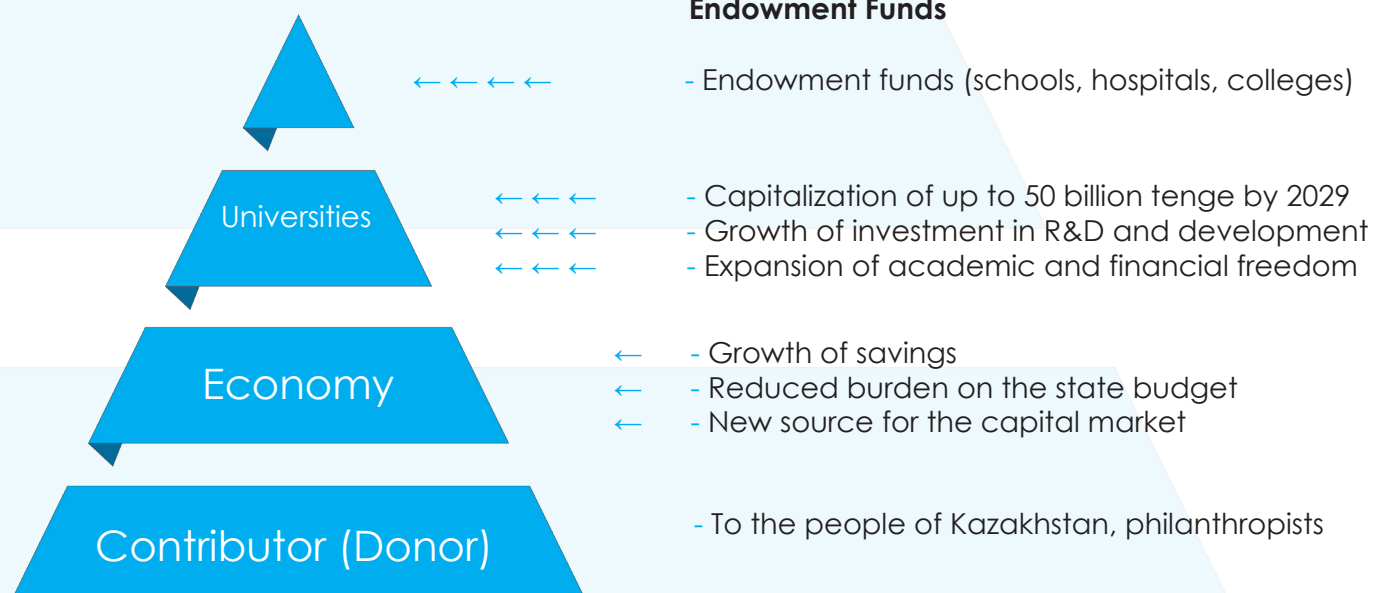 Endowment Funds
← ← ← ← - Endowment funds (schools, hospitals, colleges)
Universities
← ← ← - Capitalization of up to 50 billion tenge by 2029
← ← ← - Growth of investment in R&D and development
← ← ← - Expansion of academic and financial freedom
Economy
← - Growth of savings
← - Reduced burden on the state budget
← - New source for the capital market
Contributor (Donor)
- To the people of Kazakhstan, philanthropists